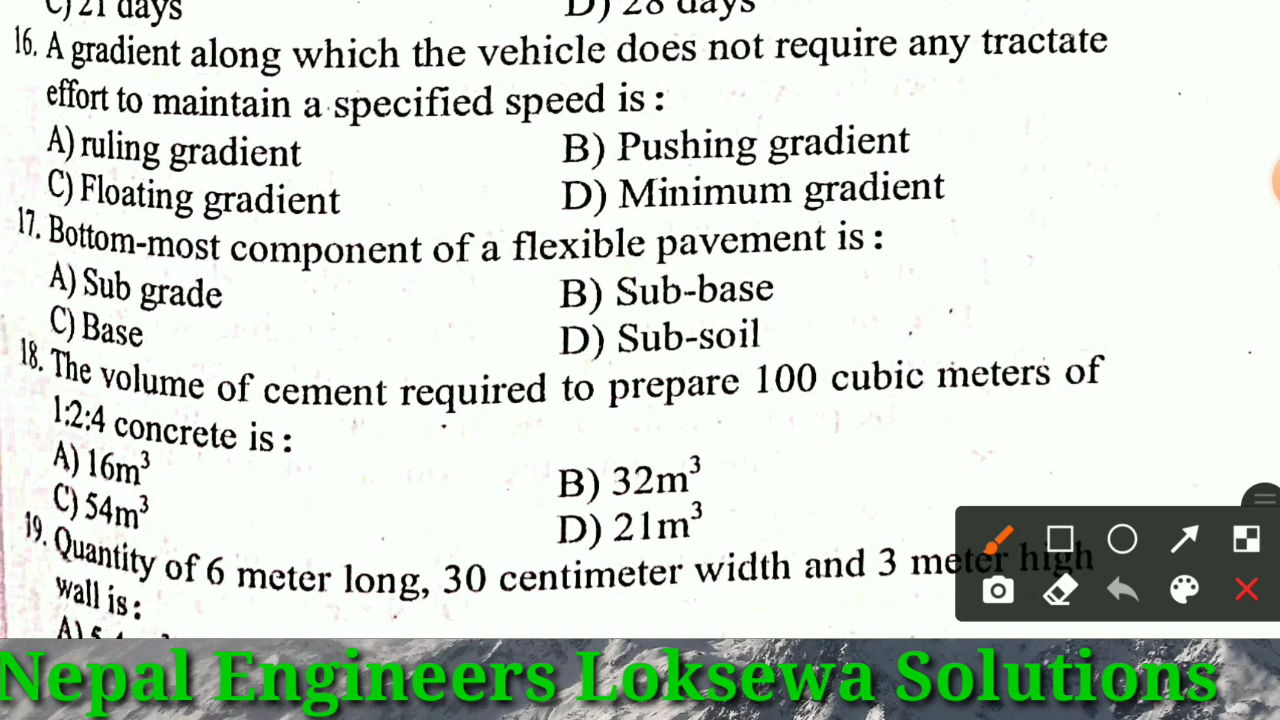 C) 21 days D) 28 days
16. A gradient along which the vehicle does not require any tractate
effort to maintain a specified speed is :
A) ruling gradient B) Pushing gradient
C) Floating gradient D) Minimum gradient
17. Bottom-most component of a flexible pavement is :
A) Sub grade B) Sub-base
C) Base D) Sub-soil
18. The volume of cement required to prepare 100 cubic meters of
1:2:4 concrete is :
A) 16m³ B) 32m³
C) 54m³ D) 21m³
19. Quantity of 6 meter long, 30 centimeter width and 3 meter high
wall is :
Nepal Engineers Loksewa Solutions